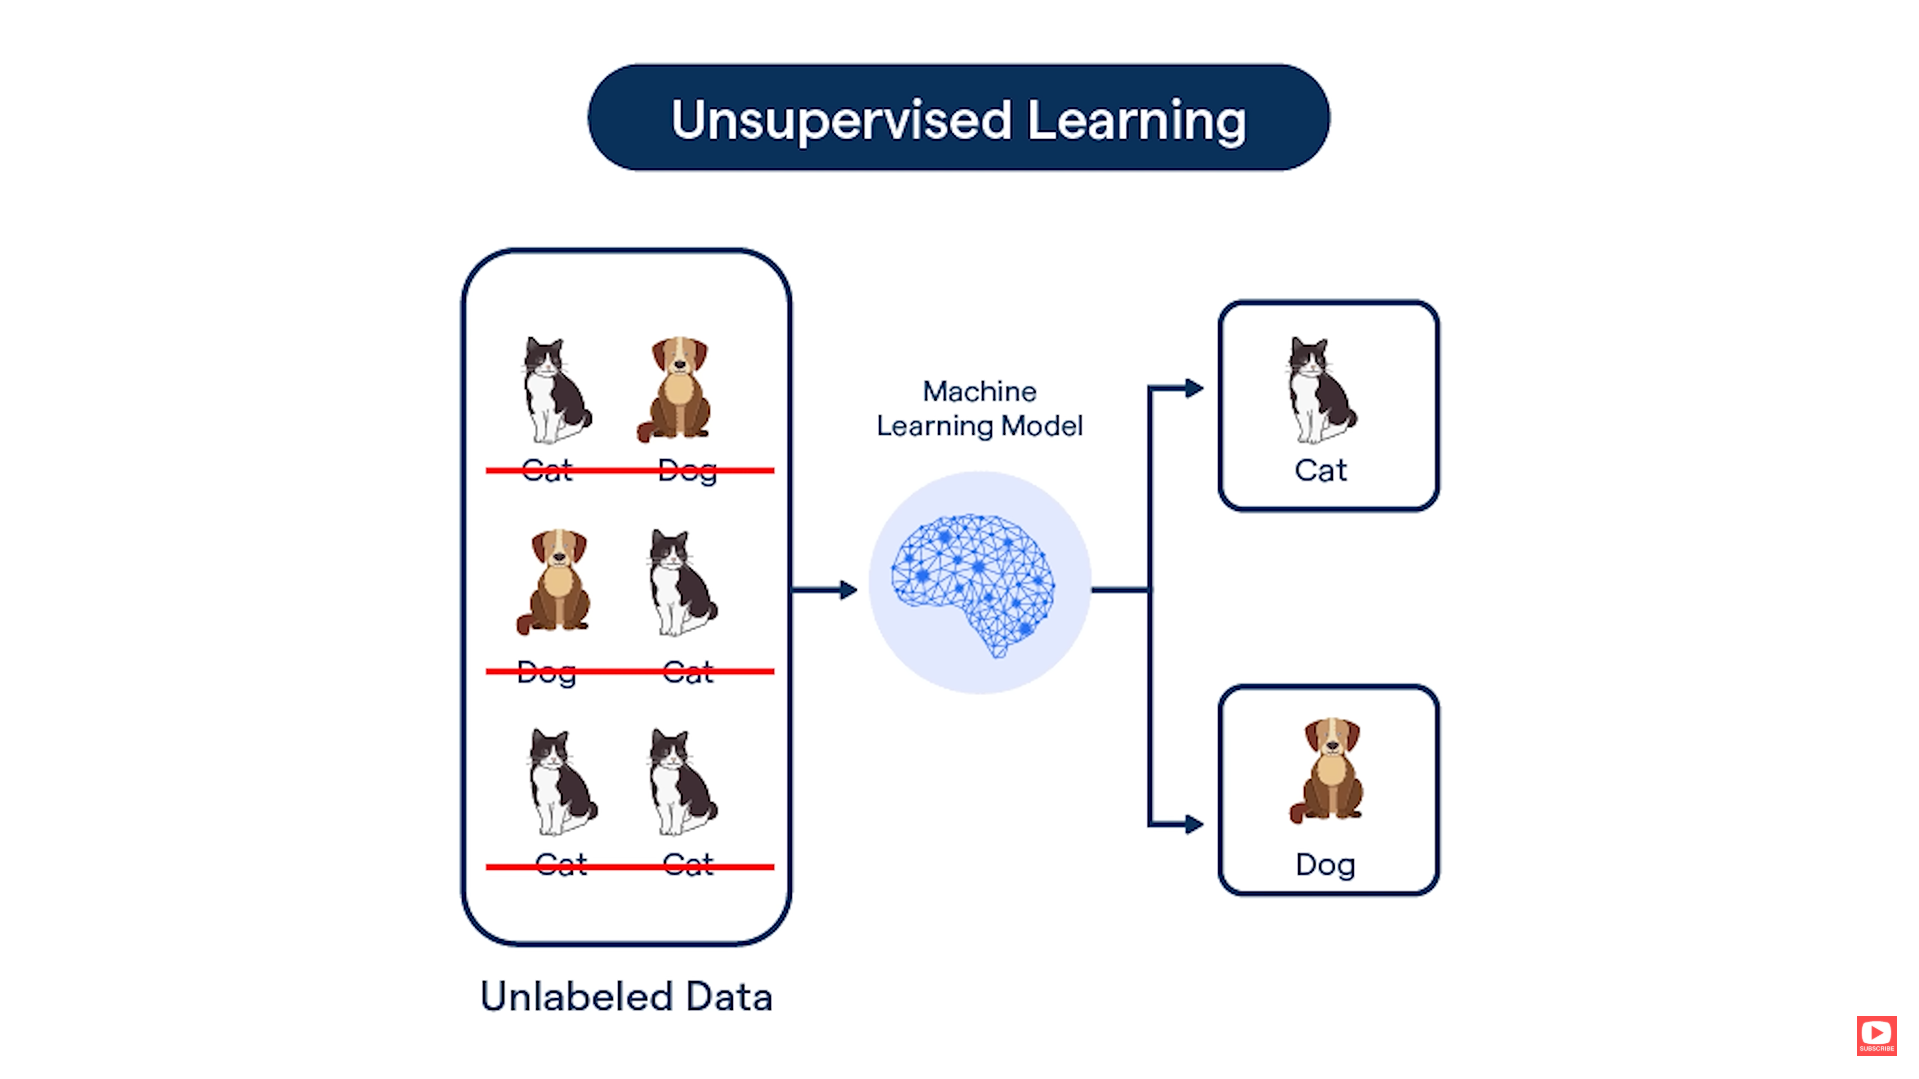 Unsupervised Learning
Cat Dog
Dog Cat
Cat Cat
Unlabeled Data
Machine
Learning Model
Cat
Dog
SUBSCRIBE